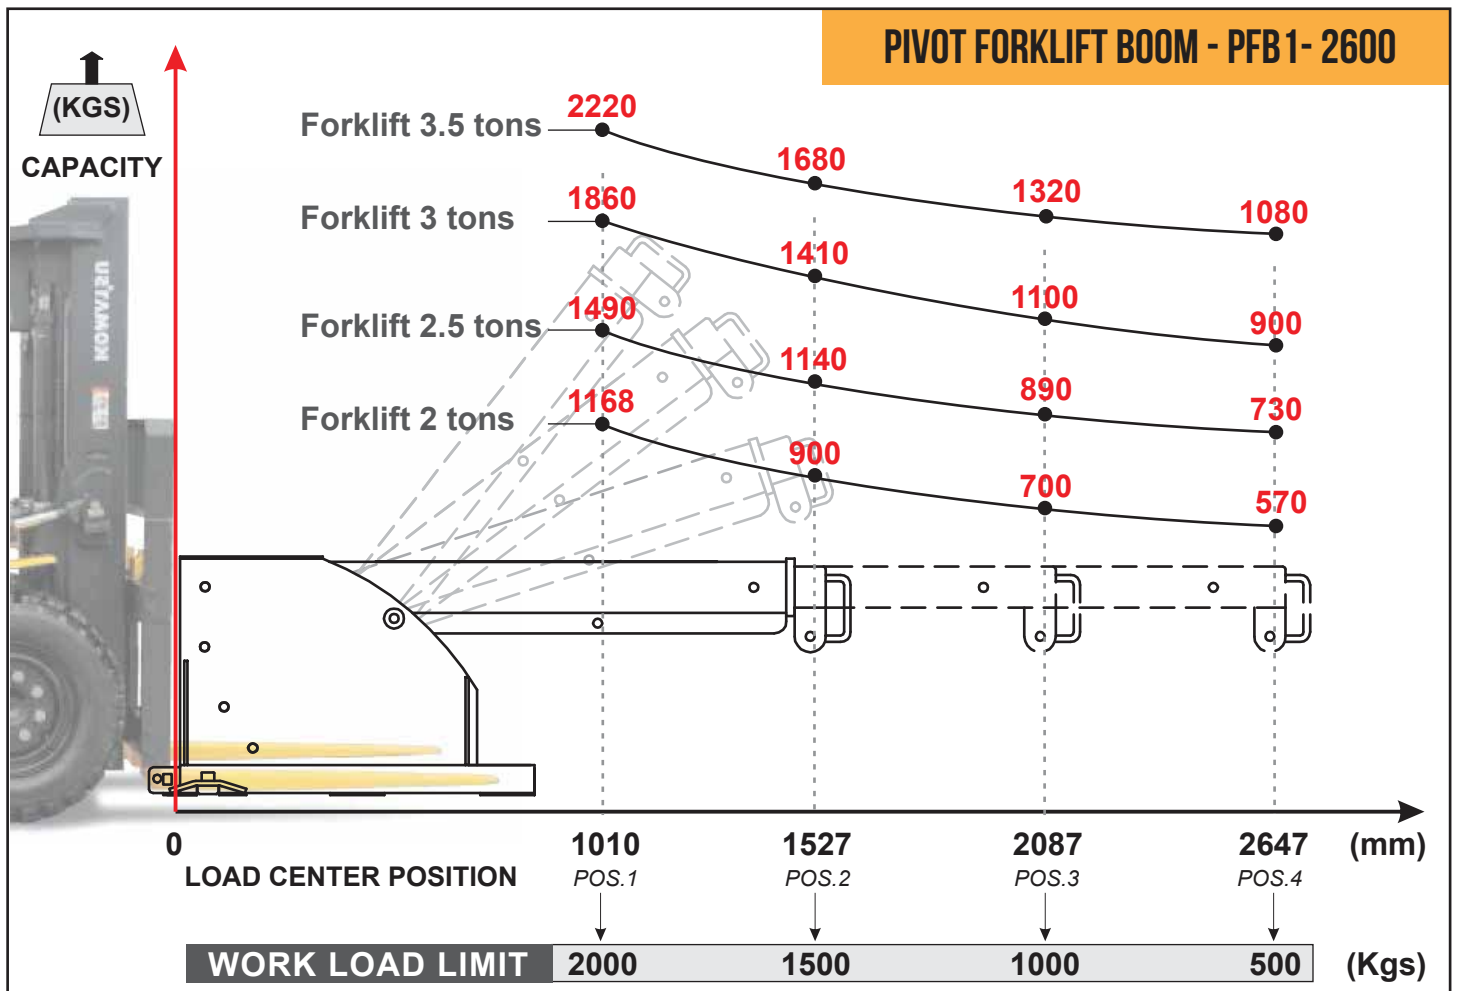 PIVOT FORKLIFT BOOM - PFB1- 2600
(KGS)
CAPACITY
Forklift 3.5 tons
2220
1680
1320
1080
Forklift 3 tons
1860
1410
1100
900
Forklift 2.5 tons
1490
1140
890
730
Forklift 2 tons
1168
900
700
570
KOMATSU
0
1010
1527
2087
2647
(mm)
LOAD CENTER POSITION
POS.1
POS.2
POS.3
POS.4
WORK LOAD LIMIT
2000
1500
1000
500
(Kgs)